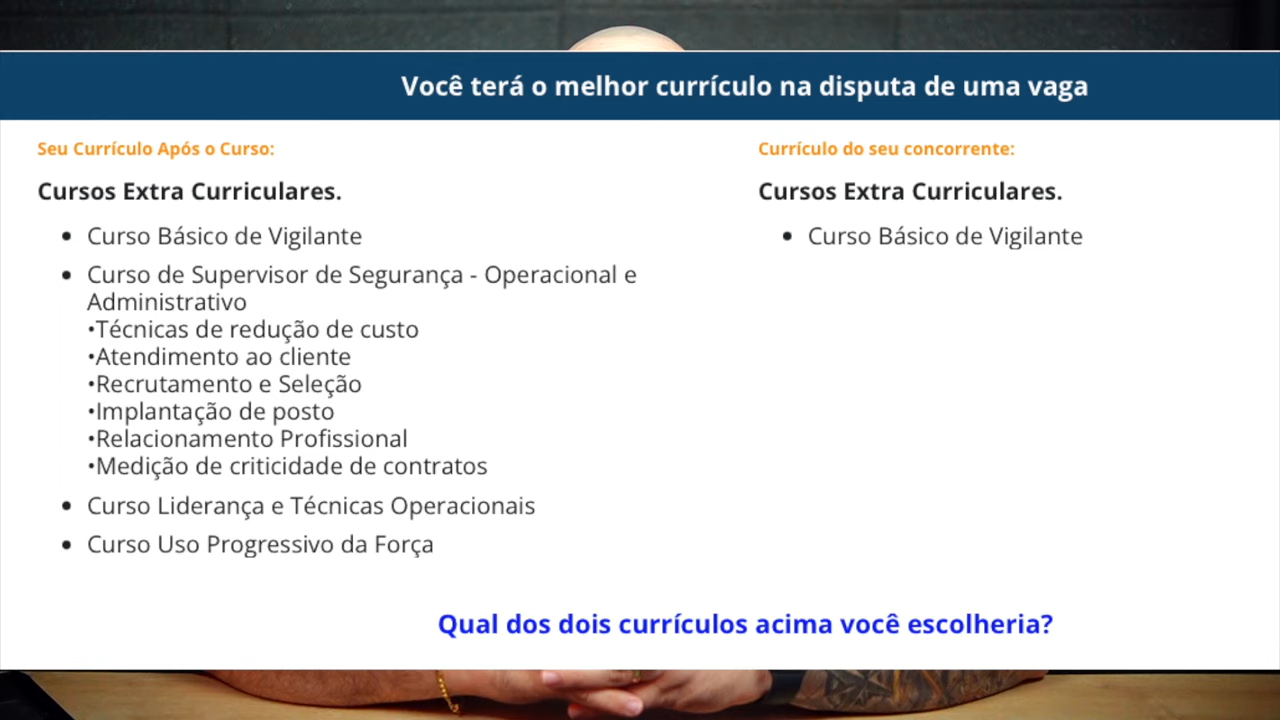 Você terá o melhor currículo na disputa de uma vaga
Seu Currículo Após o Curso:
Cursos Extra Curriculares.
• Curso Básico de Vigilante
• Curso de Supervisor de Segurança - Operacional e
Administrativo
•Técnicas de redução de custo
•Atendimento ao cliente
•Recrutamento e Seleção
•Implantação de posto
•Relacionamento Profissional
•Medição de criticidade de contratos
• Curso Liderança e Técnicas Operacionais
• Curso Uso Progressivo da Força
Currículo do seu concorrente:
Cursos Extra Curriculares.
• Curso Básico de Vigilante
Qual dos dois currículos acima você escolheria?